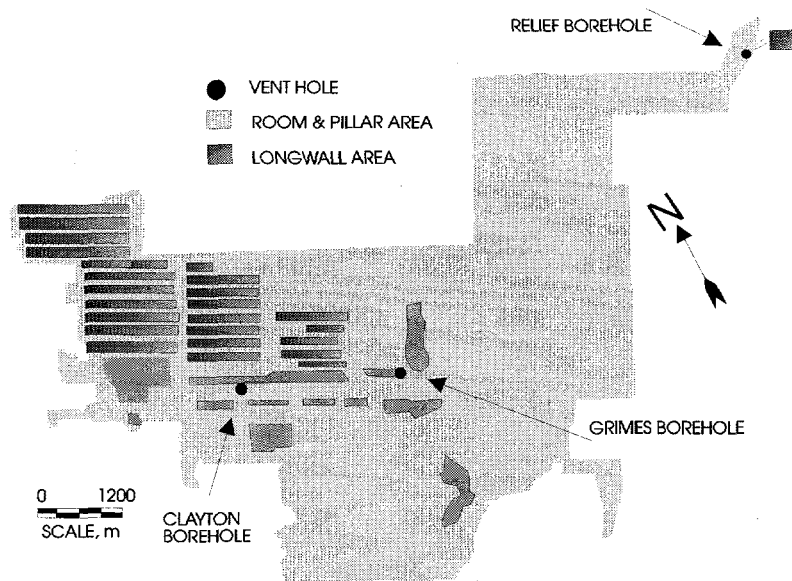 RELIEF BOREHOLE
VENT HOLE
ROOM & PILLAR AREA
LONGWALL AREA
N
GRIMES BOREHOLE
0 1200
SCALE, m
CLAYTON
BOREHOLE